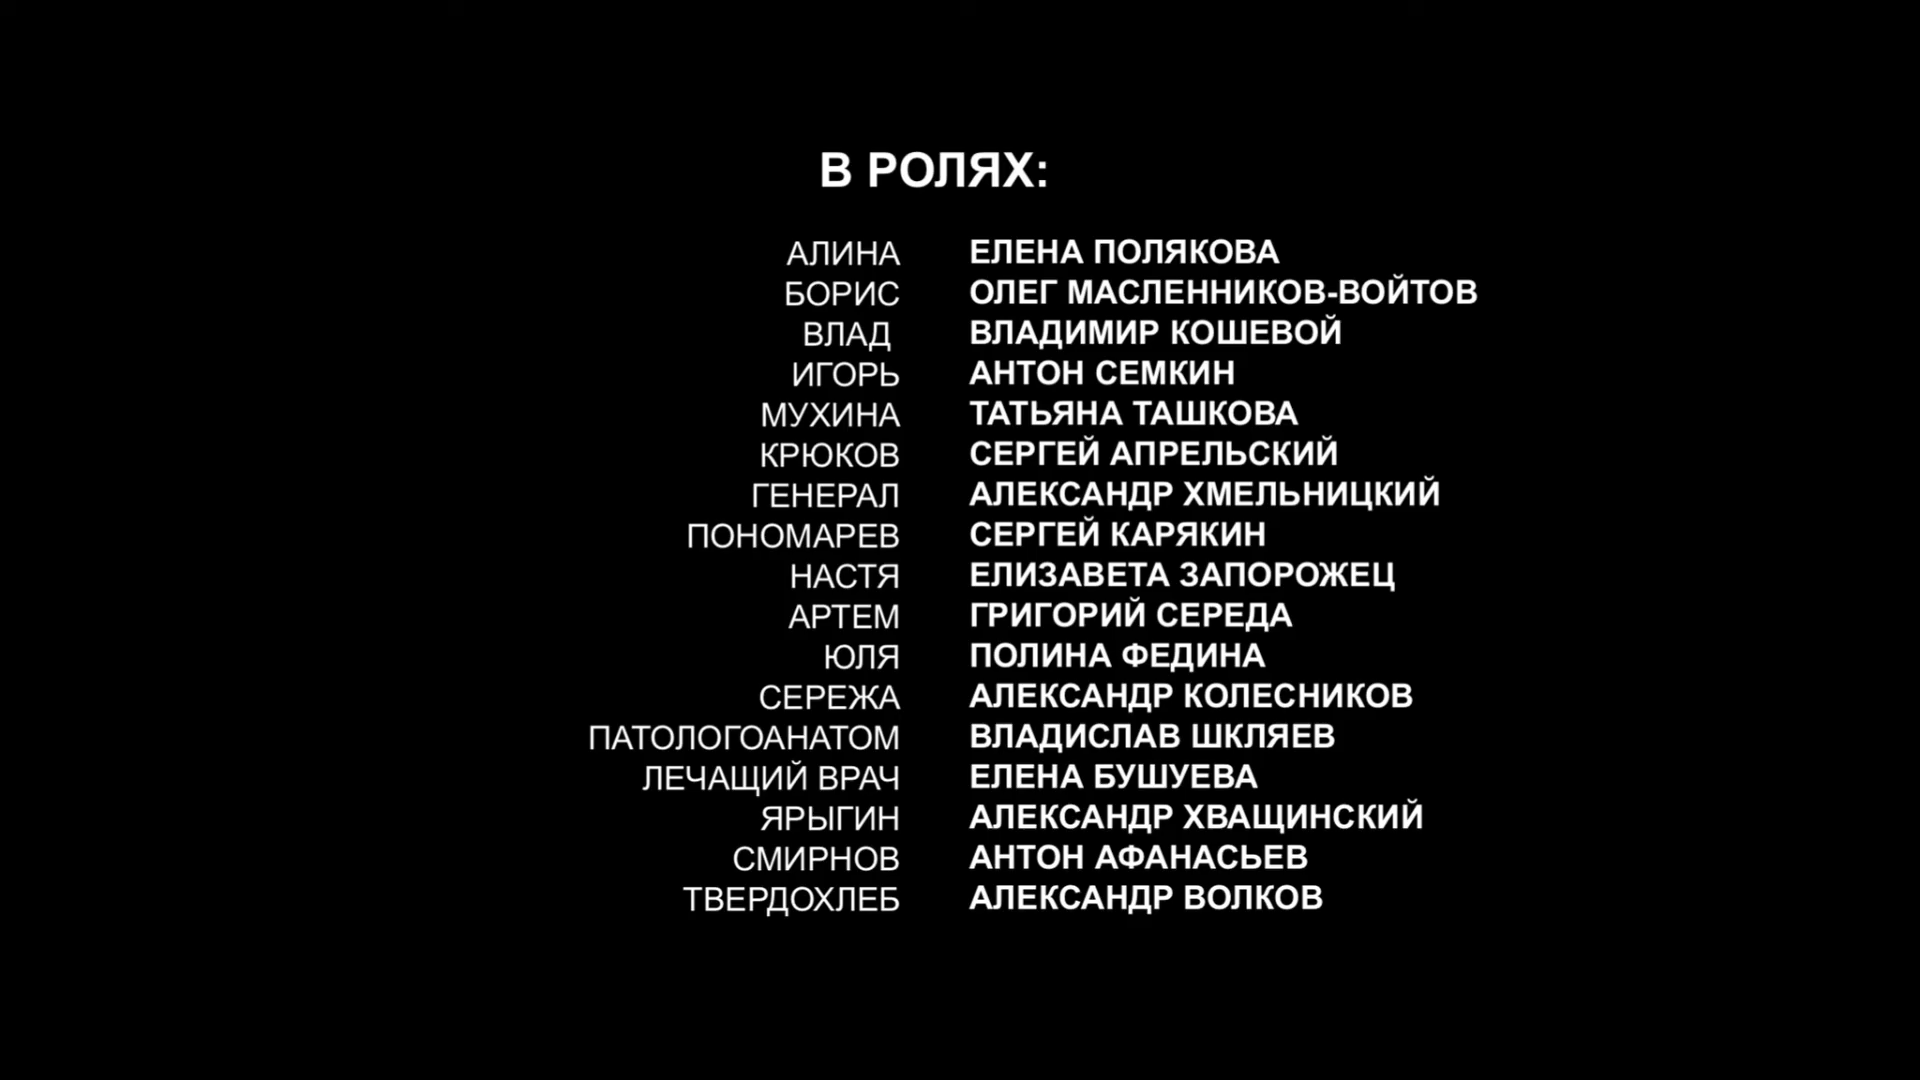 В РОЛЯХ:
АЛИНА ЕЛЕНА ПОЛЯКОВА
БОРИС ОЛЕГ МАСЛЕННИКОВ-ВОЙТОВ
ВЛАД ВЛАДИМИР КОШЕВОЙ
ИГОРЬ АНТОН СЕМКИН
МУХИНА ТАТЬЯНА ТАШКОВА
КРЮКОВ СЕРГЕЙ АПРЕЛЬСКИЙ
ГЕНЕРАЛ АЛЕКСАНДР ХМЕЛЬНИЦКИЙ
ПОНОМАРЕВ СЕРГЕЙ КАРЯКИН
НАСТЯ ЕЛИЗАВЕТА ЗАПОРОЖЕЦ
АРТЕМ ГРИГОРИЙ СЕРЕДА
ЮЛЯ ПОЛИНА ФЕДИНА
СЕРЕЖА АЛЕКСАНДР КОЛЕСНИКОВ
ПАТОЛОГОАНАТОМ ВЛАДИСЛАВ ШКЛЯЕВ
ЛЕЧАЩИЙ ВРАЧ ЕЛЕНА БУШУЕВА
ЯРЫГИН АЛЕКСАНДР ХВАЩИНСКИЙ
СМИРНОВ АНТОН АФАНАСЬЕВ
ТВЕРДОХЛЕБ АЛЕКСАНДР ВОЛКОВ